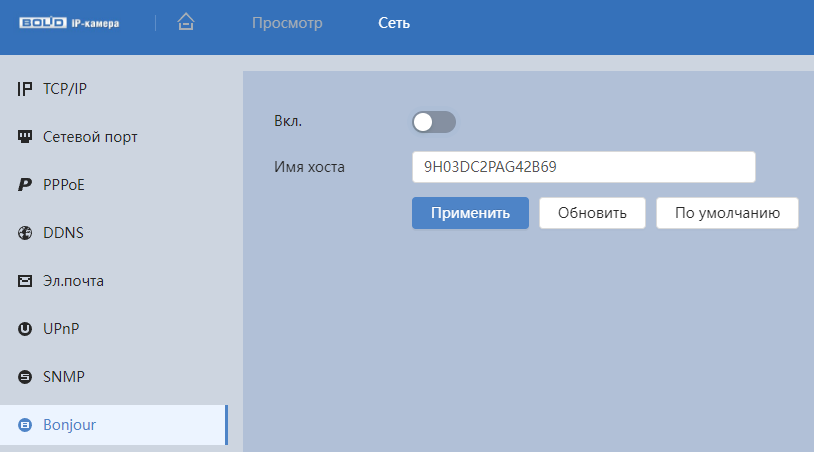 BOLID IP-камера
Просмотр
Сеть
TCP/IP
Сетевой порт
PPPoE
DDNS
Эл.почта
UPnP
SNMP
Bonjour
Вкл.
Имя хоста
9H03DC2PAG42B69
Применить
Обновить
По умолчанию